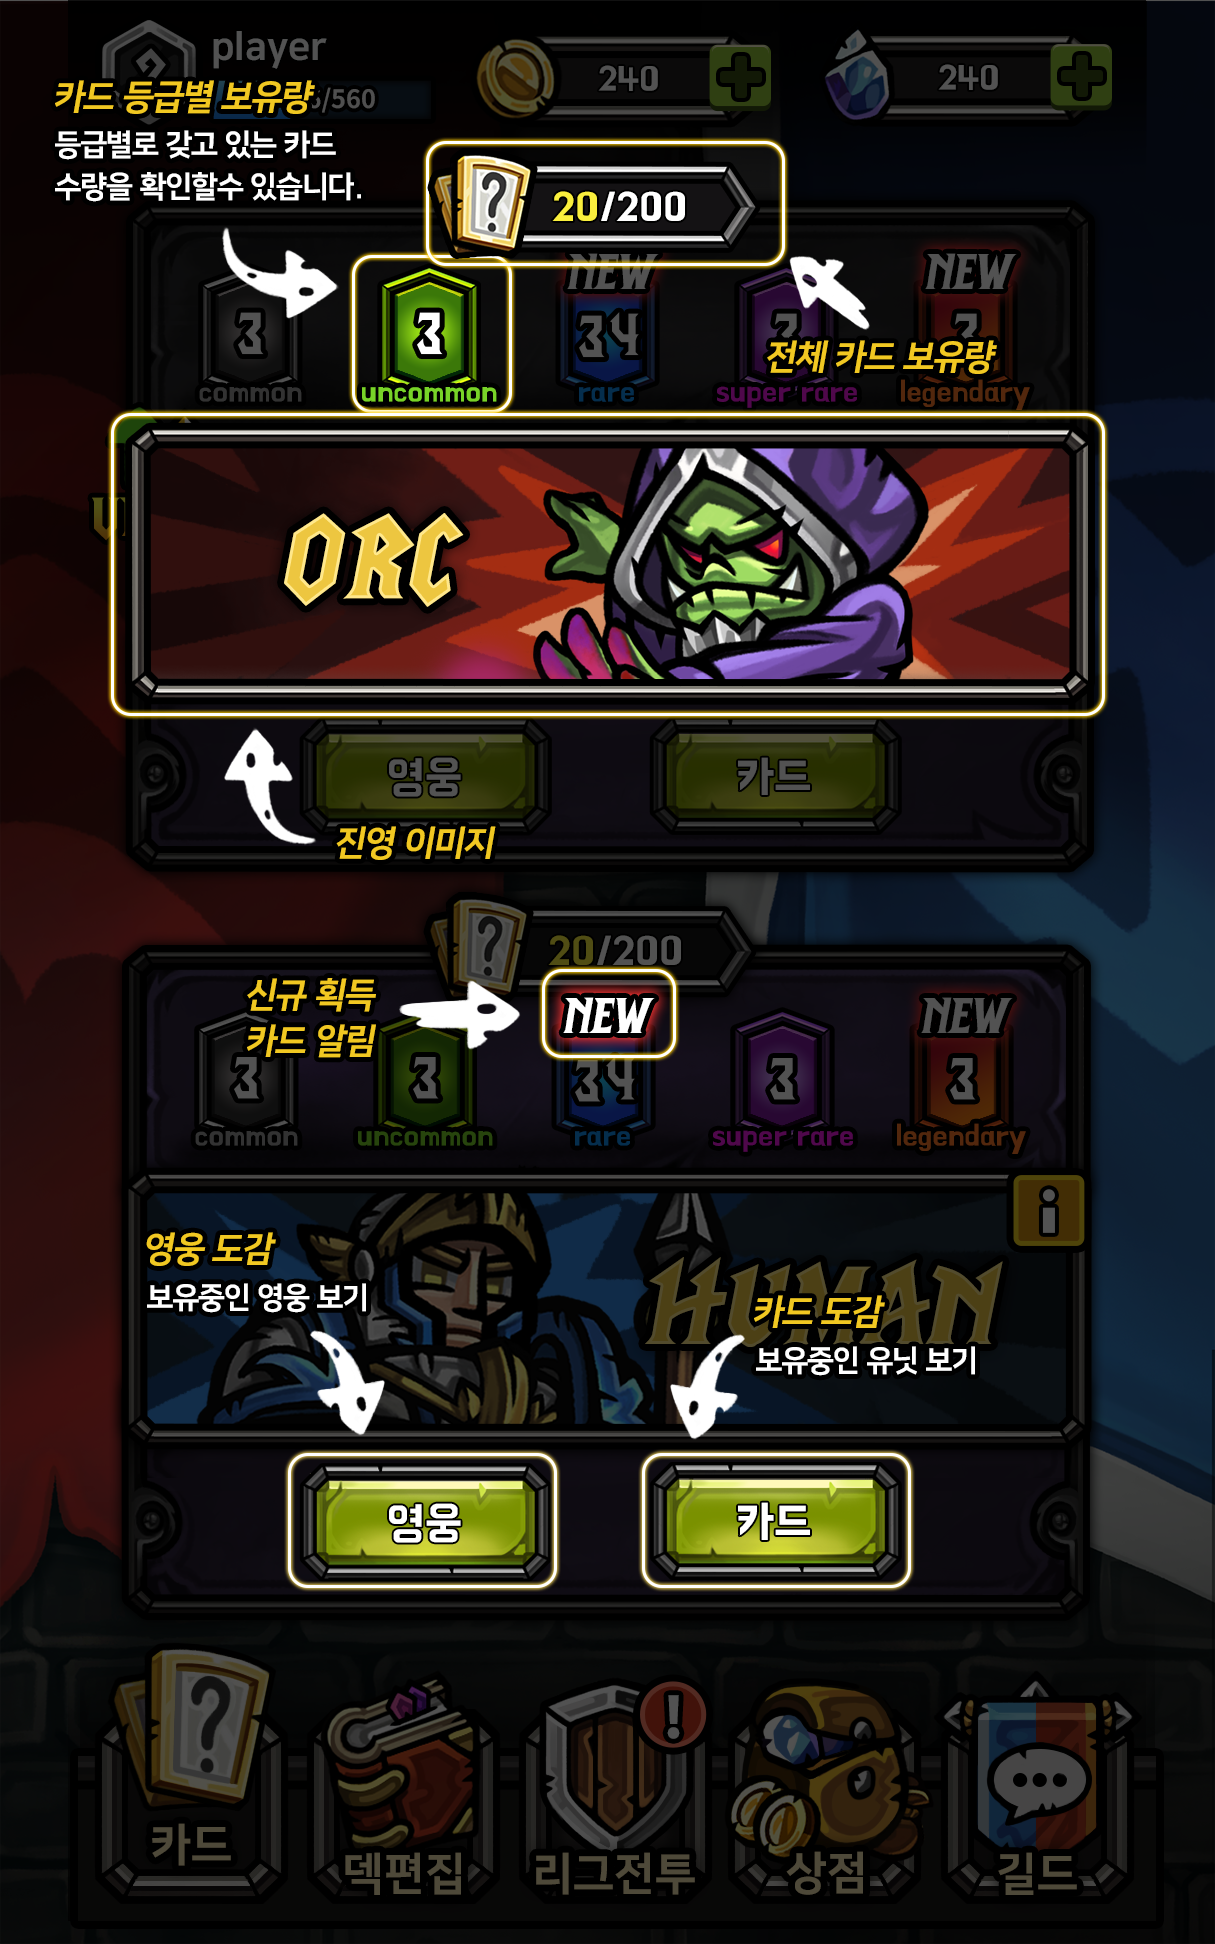 player
240
240
카드 등급별 보유량
/560
등급별로 갖고 있는 카드
수량을 확인할수 있습니다.
20/200
NEW
NEW
3
3
34
3
3
전체 카드 보유량
common
uncommon
rare
super rare
legendary
ORC
영웅
카드
진영 이미지
20/200
신규 획득
카드 알림
NEW
NEW
3
3
34
3
3
common
uncommon
rare
super rare
legendary
i
영웅 도감
보유중인 영웅 보기
HUMAN
카드 도감
보유중인 유닛 보기
영웅
카드
카드
덱편집
리그전투
상점
길드